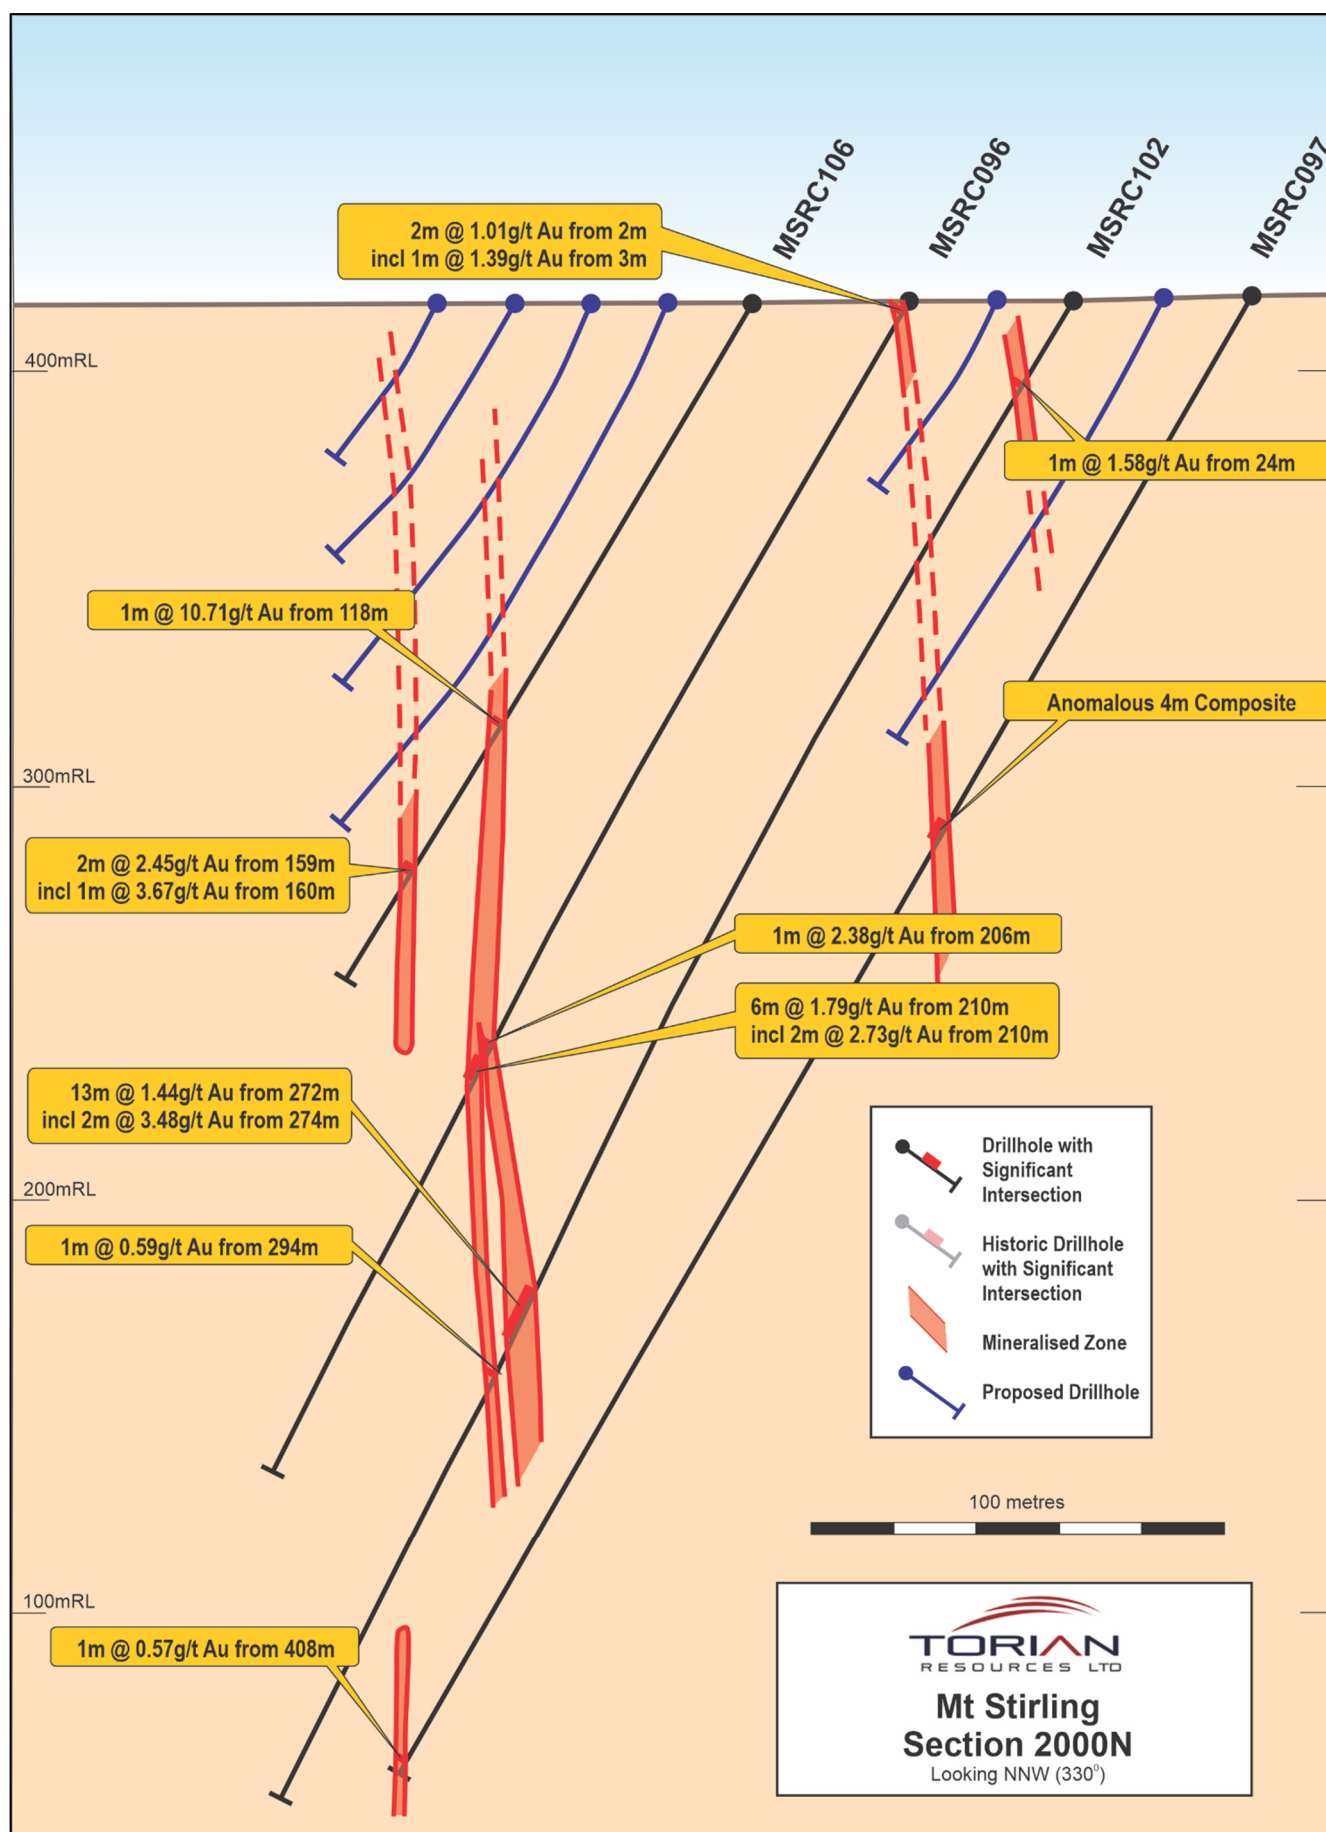 MSRC106
MSRC096
MSRC102
MSRC097
2m @ 1.01g/t Au from 2m
incl 1m @ 1.39g/t Au from 3m
400mRL
1m @ 1.58g/t Au from 24m
1m @ 10.71g/t Au from 118m
Anomalous 4m Composite
300mRL
2m @ 2.45g/t Au from 159m
incl 1m @ 3.67g/t Au from 160m
1m @ 2.38g/t Au from 206m
6m @ 1.79g/t Au from 210m
incl 2m @ 2.73g/t Au from 210m
13m @ 1.44g/t Au from 272m
incl 2m @ 3.48g/t Au from 274m
200mRL
1m @ 0.59g/t Au from 294m
Drillhole with
Significant
Intersection
Historic Drillhole
with Significant
Intersection
Mineralised Zone
Proposed Drillhole
100 metres
100mRL
1m @ 0.57g/t Au from 408m
TORIAN
RESOURCES LTD
Mt Stirling
Section 2000N
Looking NNW (330⁰)